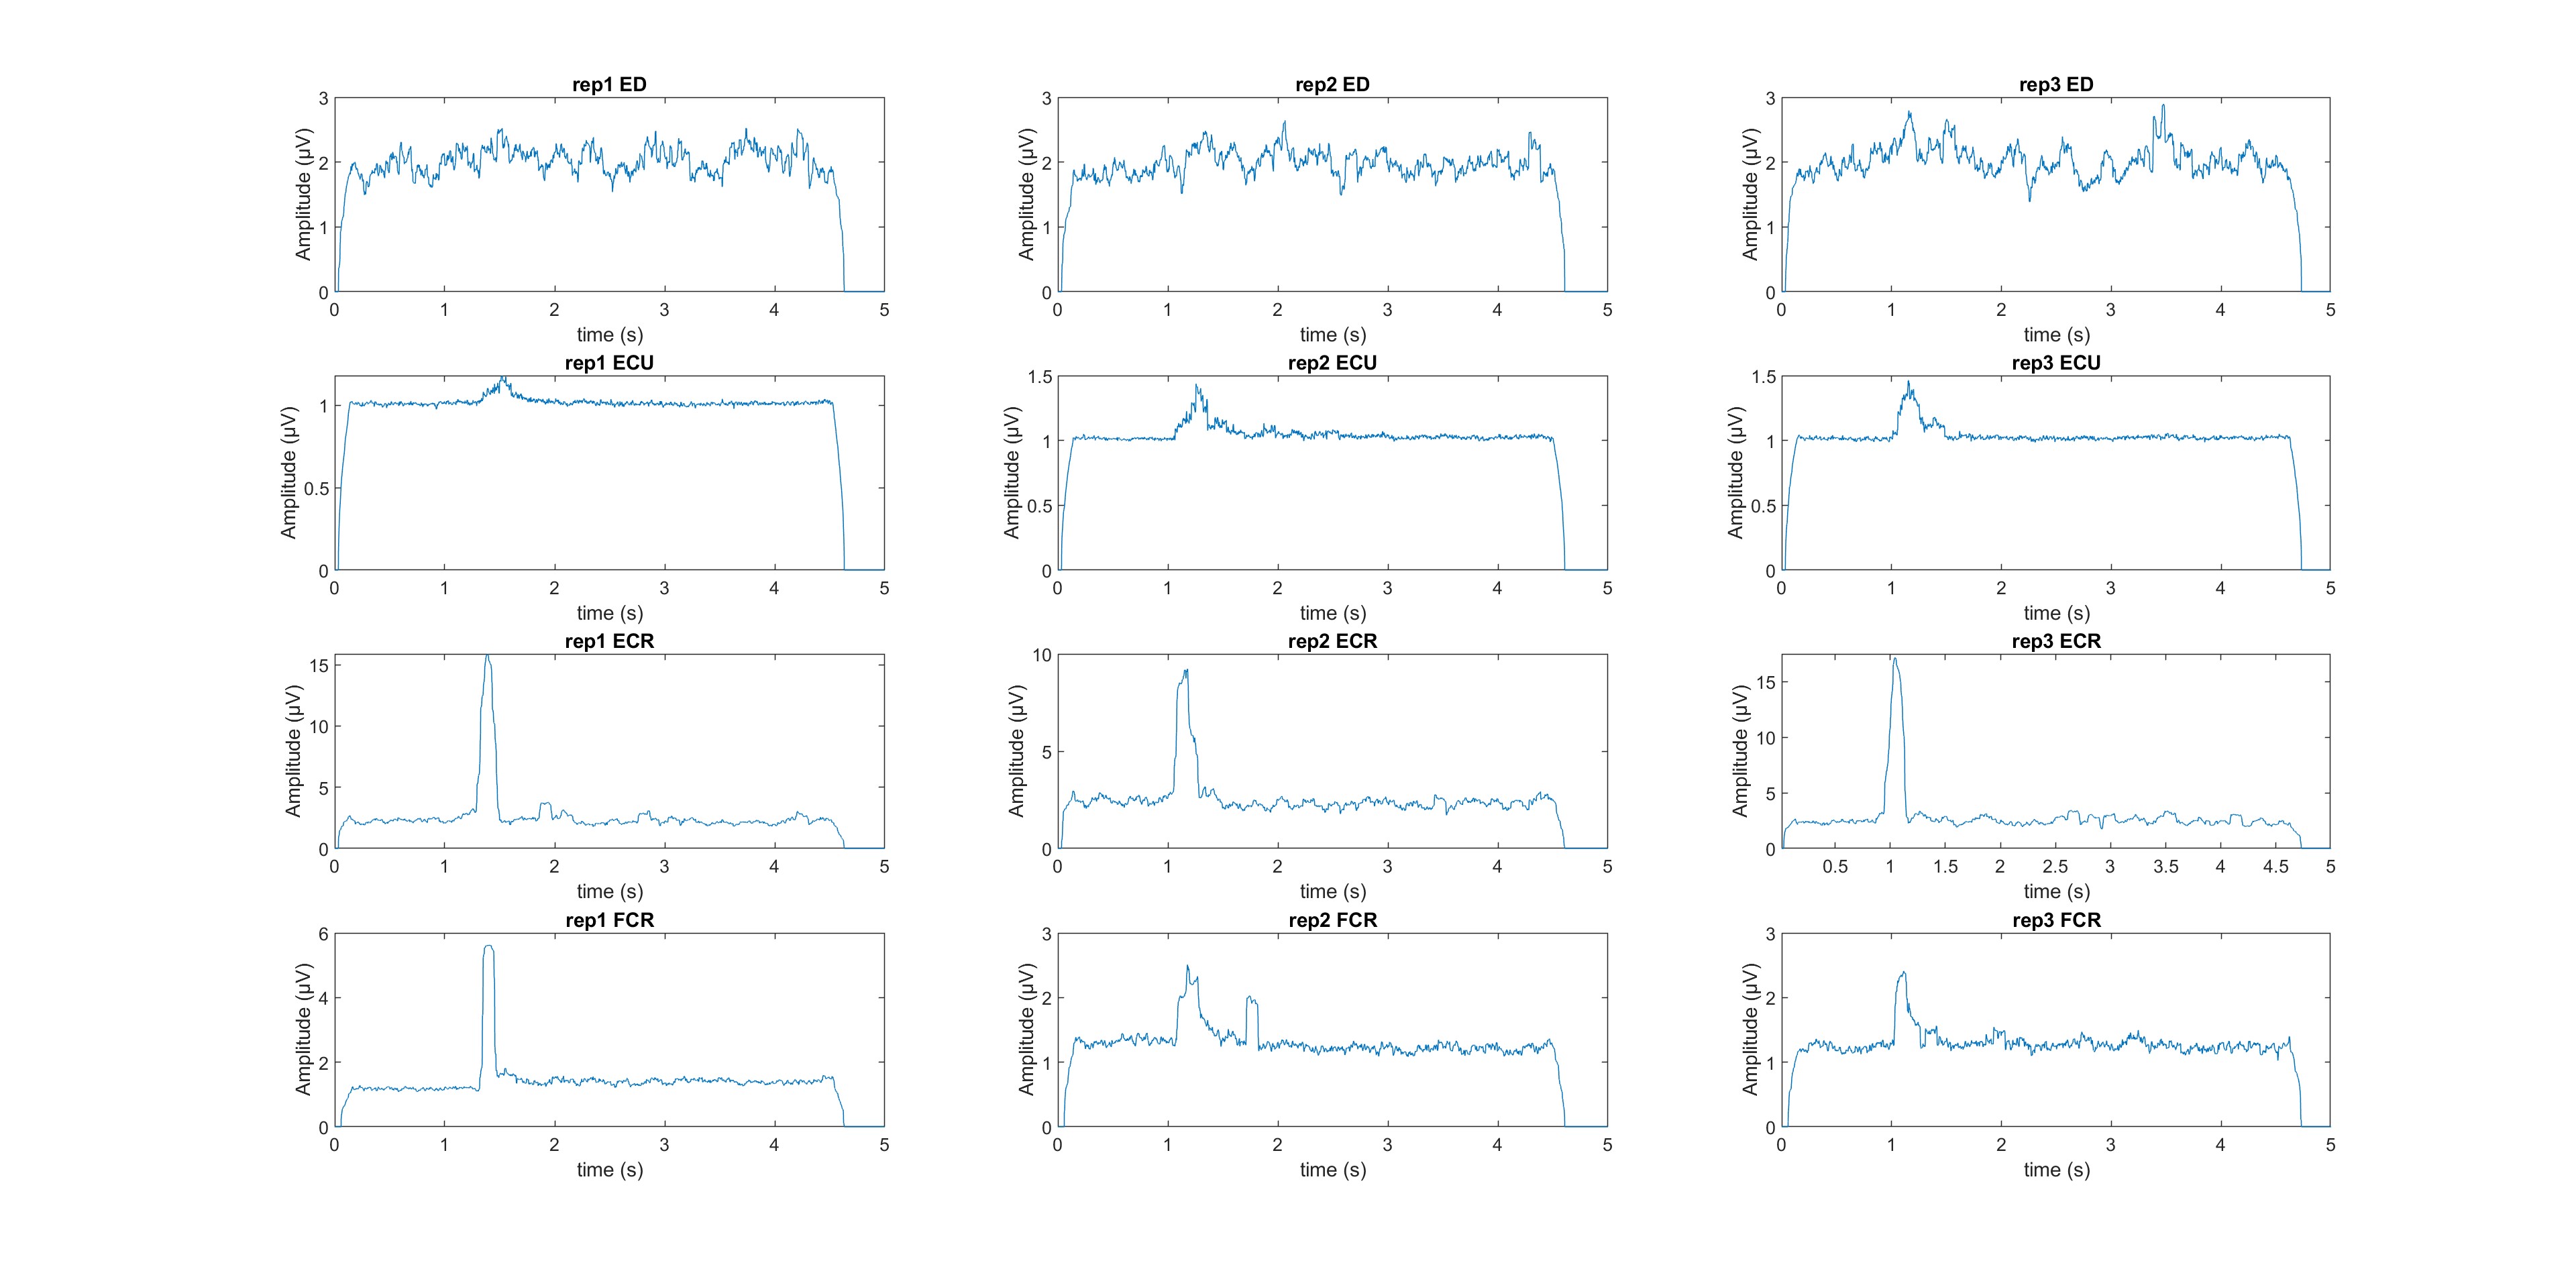 rep1 ED
rep2 ED
rep3 ED
3
2
1
0
Amplitude (μV)
0 1 2 3 4 5
time (s)
3
2
1
0
Amplitude (μV)
0 1 2 3 4 5
time (s)
3
2
1
0
Amplitude (μV)
0 1 2 3 4 5
time (s)
rep1 ECU
rep2 ECU
rep3 ECU
1
0.5
0
Amplitude (μV)
0 1 2 3 4 5
time (s)
1.5
1
0.5
0
Amplitude (μV)
0 1 2 3 4 5
time (s)
1.5
1
0.5
0
Amplitude (μV)
0 1 2 3 4 5
time (s)
rep1 ECR
rep2 ECR
rep3 ECR
15
10
5
0
Amplitude (μV)
0 1 2 3 4 5
time (s)
10
5
0
Amplitude (μV)
0 1 2 3 4 5
time (s)
15
10
5
0
Amplitude (μV)
0.5 1 1.5 2 2.5 3 3.5 4 4.5 5
time (s)
rep1 FCR
rep2 FCR
rep3 FCR
6
4
2
0
Amplitude (μV)
0 1 2 3 4 5
time (s)
3
2
1
0
Amplitude (μV)
0 1 2 3 4 5
time (s)
3
2
1
0
Amplitude (μV)
0 1 2 3 4 5
time (s)